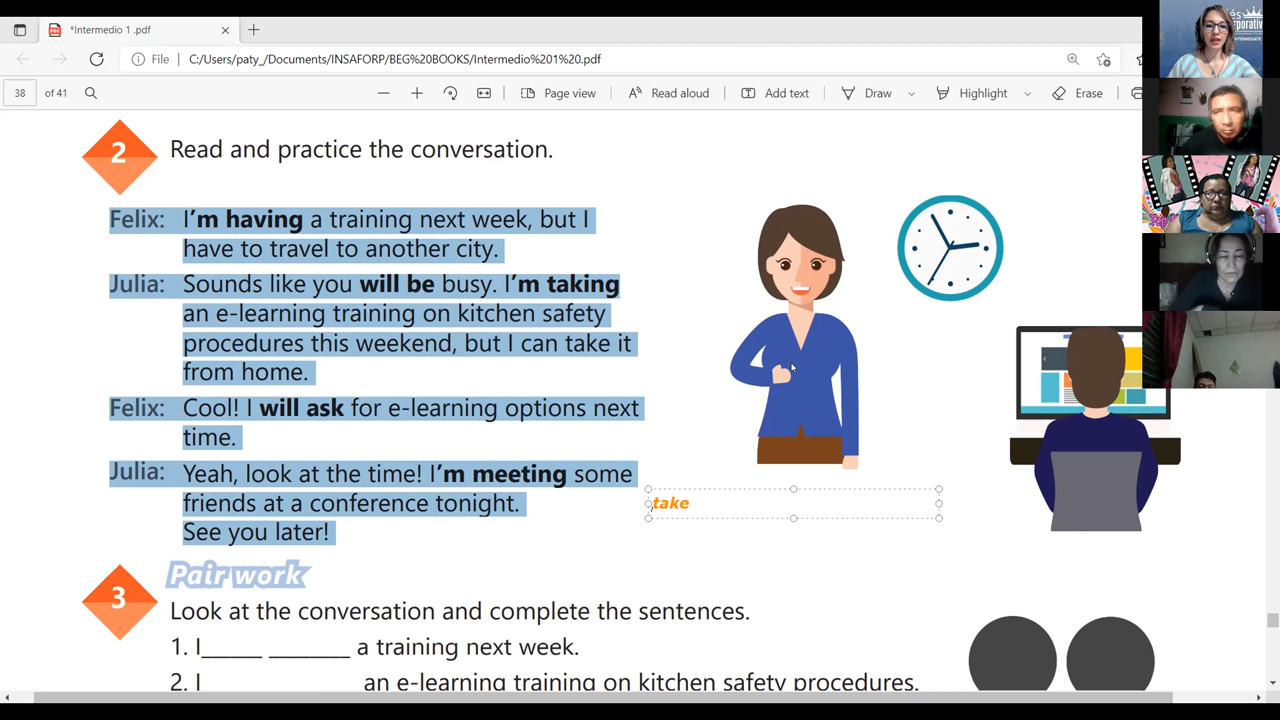 *Intermedio 1 .pdf
File
C:/Users/paty_/Documents/INSAFORP/BEG%20BOOKS/Intermedio%201%20.pdf
38 of 41
Page view
Read aloud
Add text
Draw
Highlight
Erase
2
Read and practice the conversation.
Felix: I'm having a training next week, but I
have to travel to another city.
Julia: Sounds like you will be busy. I'm taking
an e-learning training on kitchen safety
procedures this weekend, but I can take it
from home.
Felix: Cool! I will ask for e-learning options next
time.
Julia: Yeah, look at the time! I'm meeting some
friends at a conference tonight.
See you later!
take
Pair work
3
Look at the conversation and complete the sentences.
1. I______ ________ a training next week.
2. I an e-learning training on kitchen safety procedures.